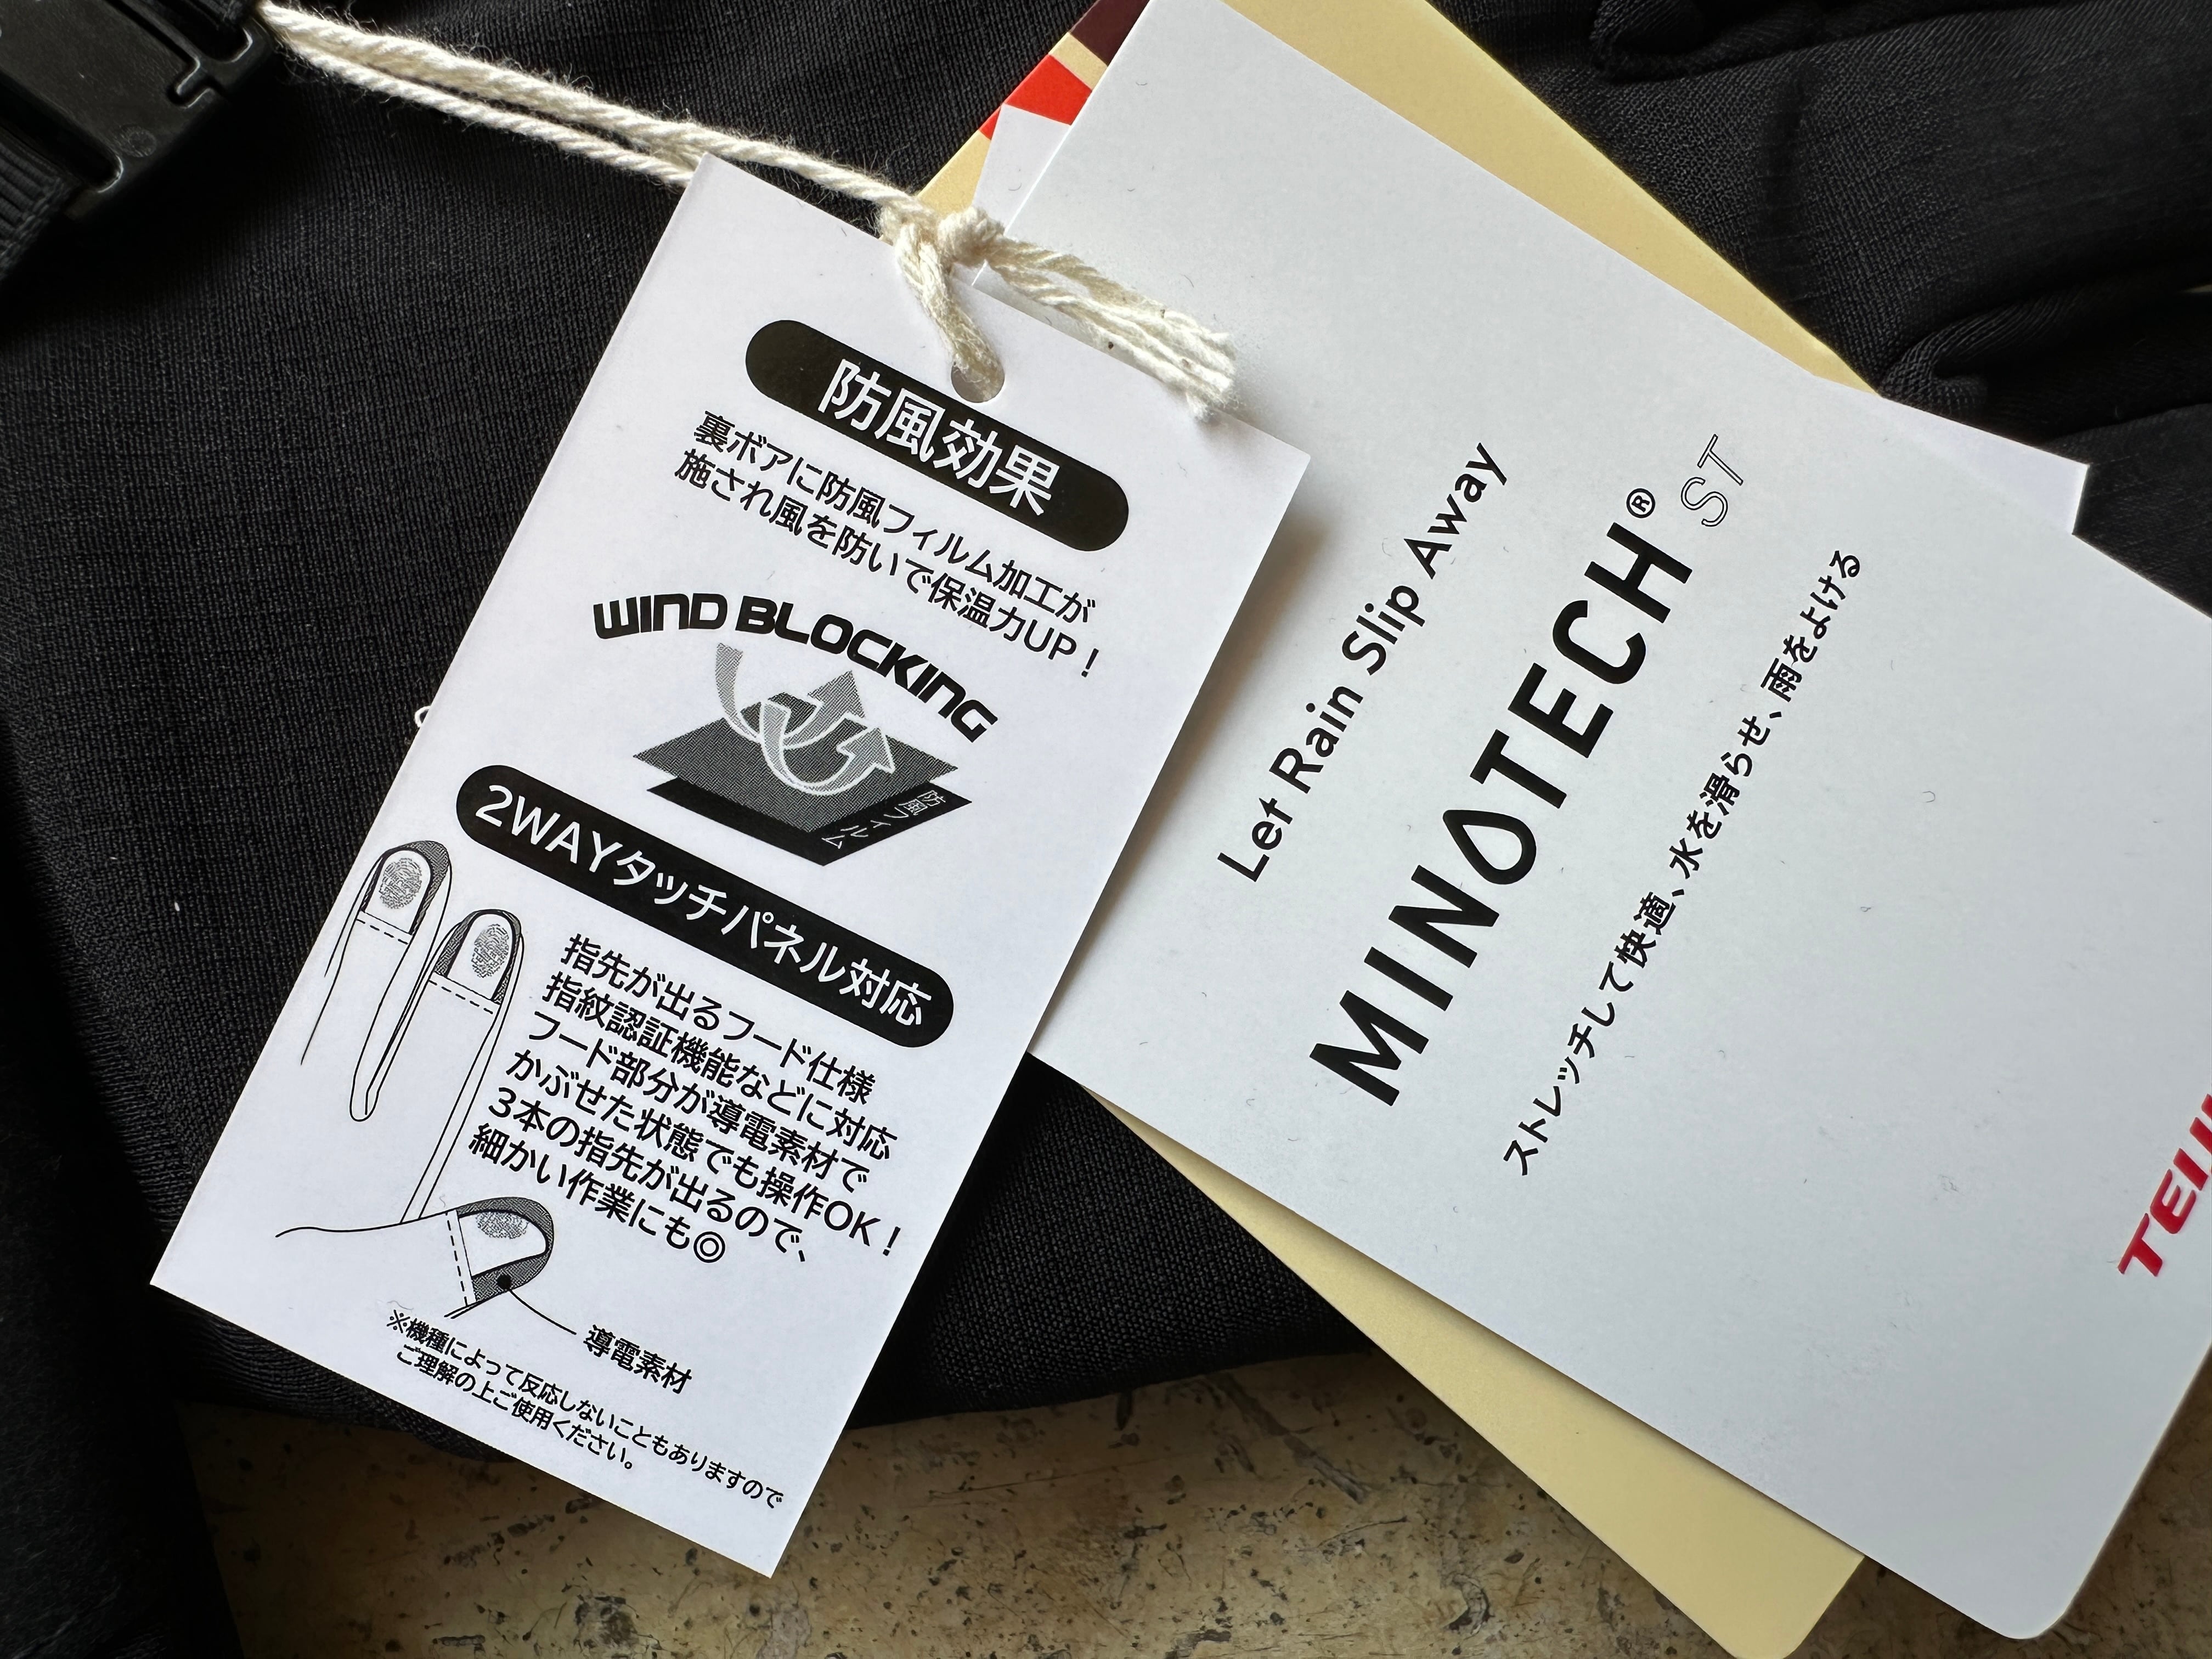 防風効果
裏ボアに防風フィルム加工が
施され風を防いで保温力UP！
WIND BLOCKING
防風フィルム
2WAYタッチパネル対応
指先が出るフード仕様
指紋認証機能などに対応
フード部分が導電素材で
かぶせた状態でも操作OK！
3本の指先が出るので、
細かい作業にも◎
導電素材
※機種によって反応しないこともありますので
ご理解の上ご使用ください。
Let Rain Slip Away
MINOTECH® ST
ストレッチして快適、水を滑らせ、雨をよける